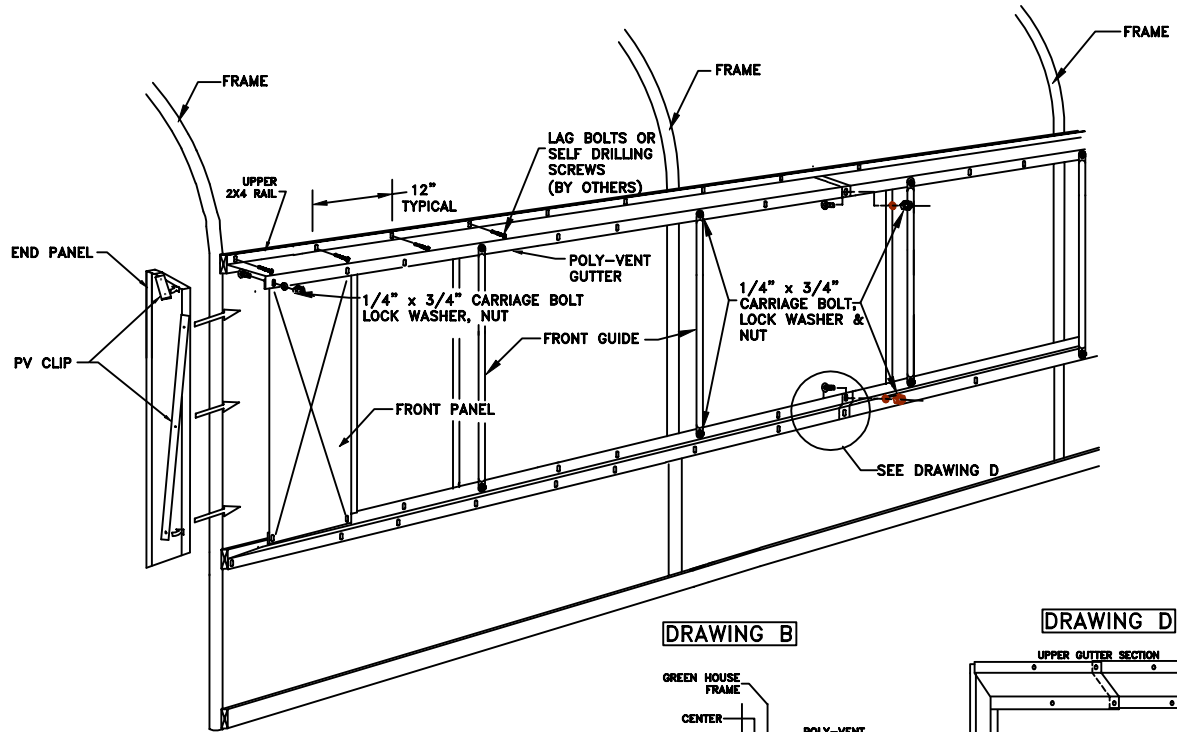 FRAME
FRAME
FRAME
LAG BOLTS OR
SELF DRILLING
SCREWS
(BY OTHERS)
UPPER
2X4 RAIL
12"
TYPICAL
END PANEL
POLY-VENT
GUTTER
1/4" x 3/4" CARRIAGE BOLT
LOCK WASHER, NUT
1/4" x 3/4"
CARRIAGE BOLT,
LOCK WASHER &
NUT
FRONT GUIDE
PV CLIP
FRONT PANEL
SEE DRAWING D
DRAWING B
GREEN HOUSE
FRAME
CENTER
POLY-VENT
DRAWING D
UPPER GUTTER SECTION